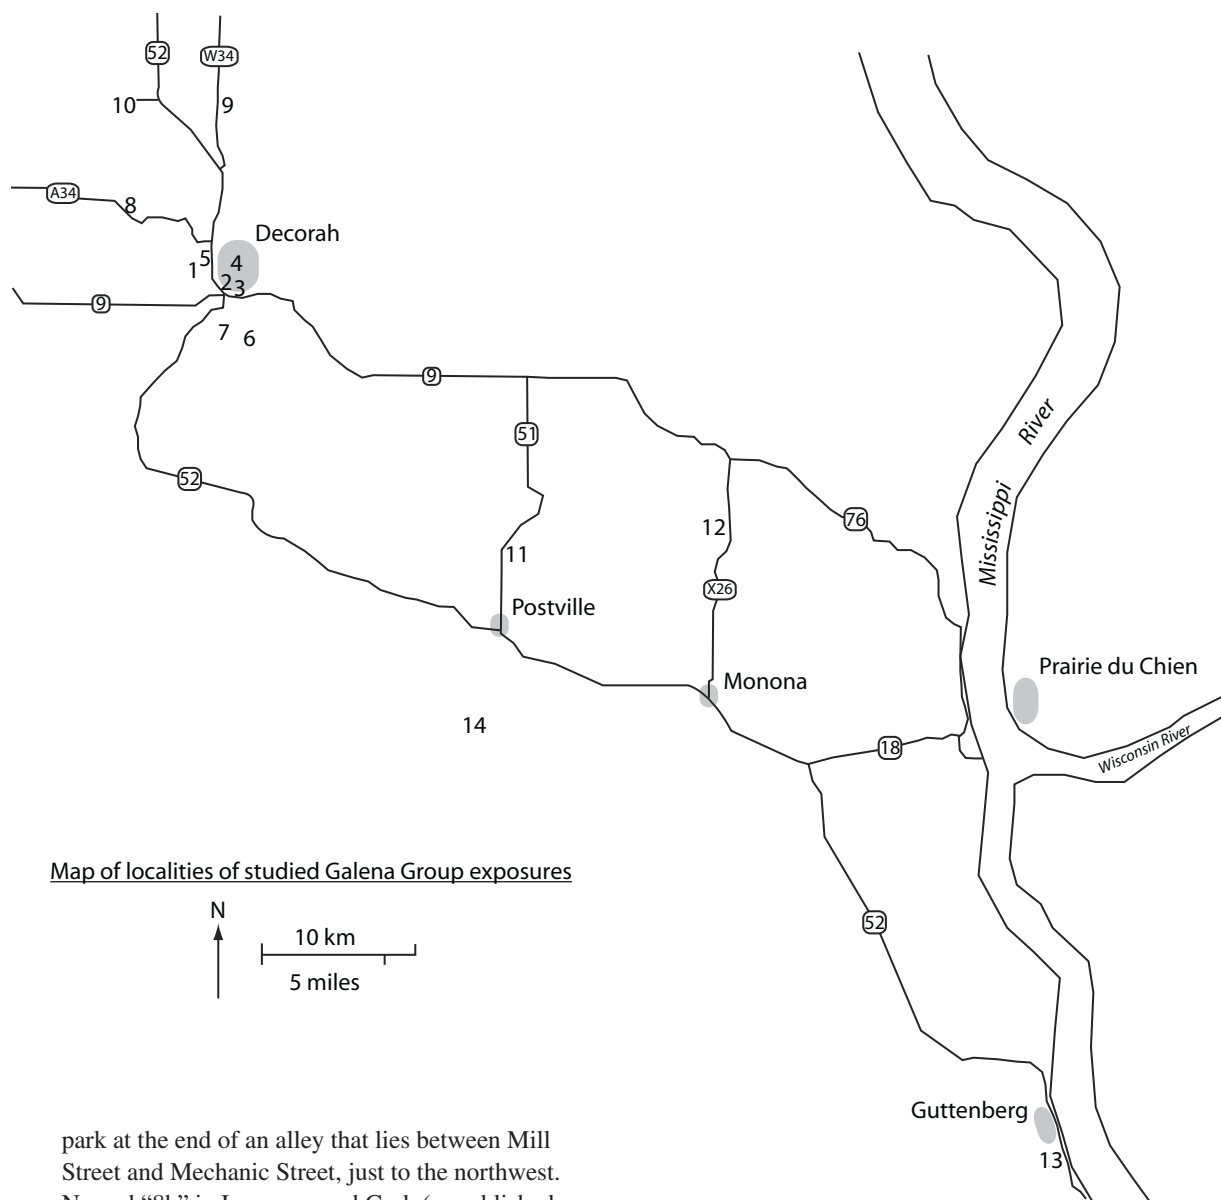 52
W34
10
9
A34
8
Decorah
5
4
1
2
3
9
7
6
9
51
52
River
Mississippi
12
76
11
X26
Postville
Prairie du Chien
Monona
14
18
Wisconsin River
Map of localities of studied Galena Group exposures
N
10 km
5 miles
52
Guttenberg
13
park at the end of an alley that lies between Mill
Street and Mechanic Street, just to the northwest.